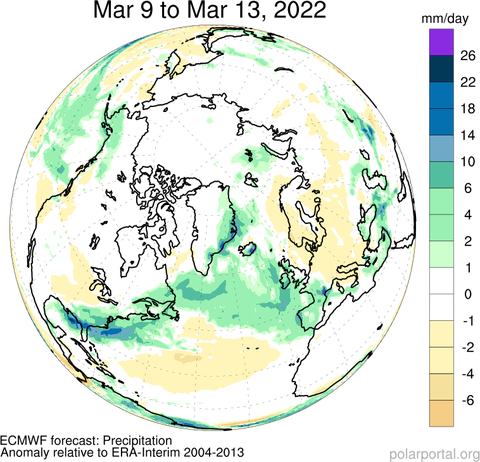 Mar 9 to Mar 13, 2022
mm/day
26
22
18
14
10
6
4
2
1
0
-1
-2
-4
-6
ECMWF forecast: Precipitation
Anomaly relative to ERA-Interim 2004-2013
polarportal.org